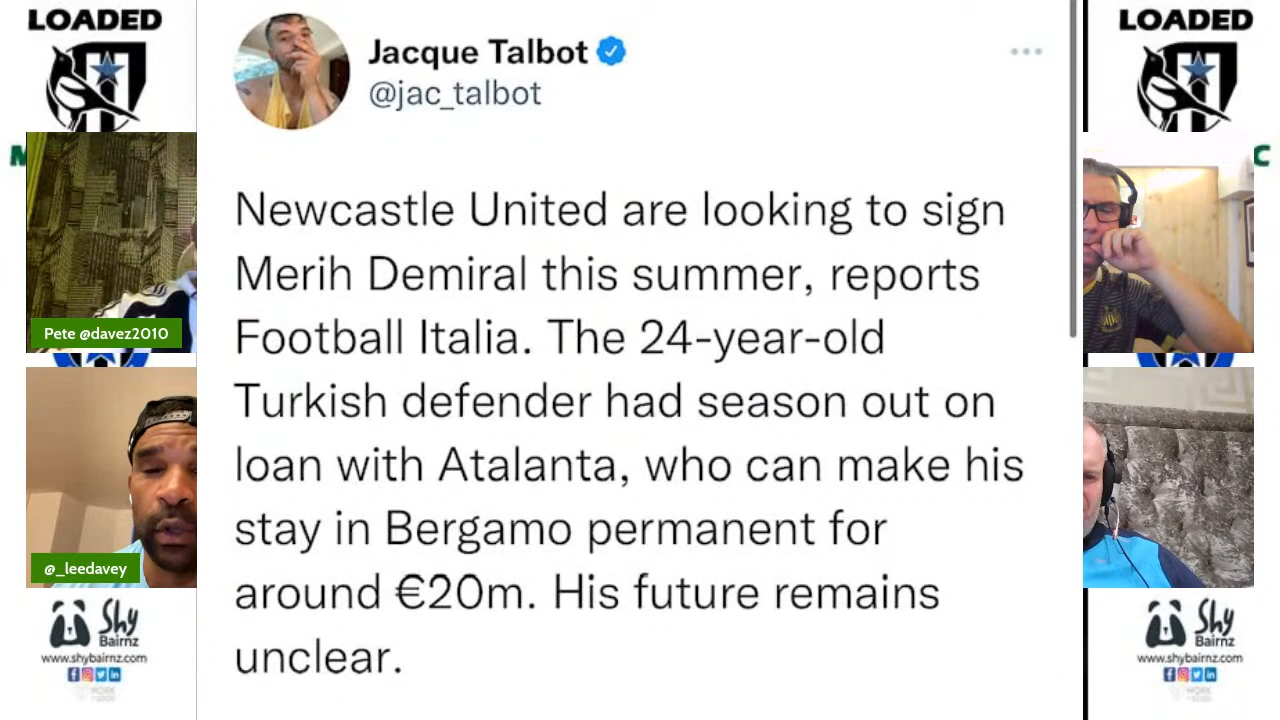 LOADED
LOADED
Jacque Talbot
@jac_talbot
M
C
Newcastle United are looking to sign
Merih Demiral this summer, reports
Football Italia. The 24-year-old
Turkish defender had season out on
loan with Atalanta, who can make his
stay in Bergamo permanent for
around €20m. His future remains
unclear.
Pete @davez2010
@_leedavey
Shy
Bairnz
www.shybairnz.com
Shy
Bairnz
www.shybairnz.com